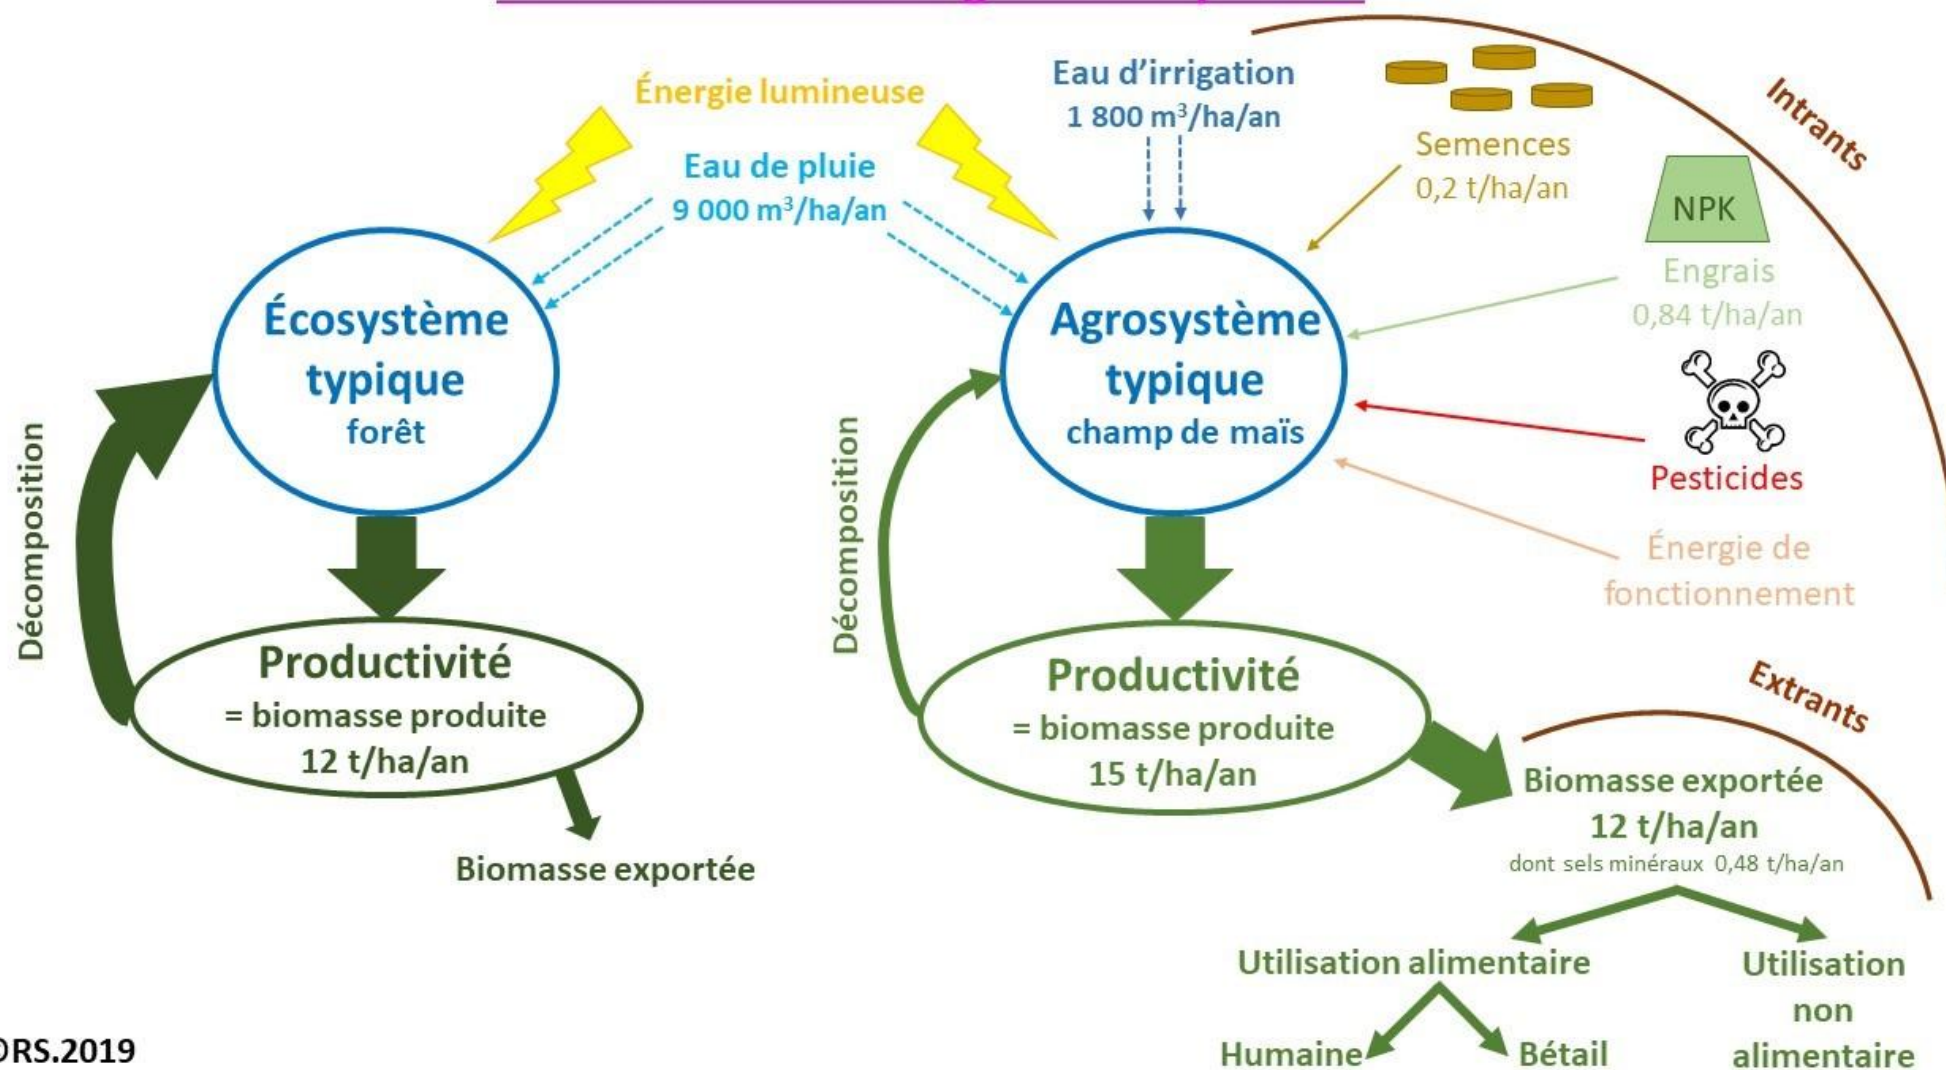 Énergie lumineuse
Eau de pluie
9 000 m³/ha/an
Eau d'irrigation
1 800 m³/ha/an
Semences
0,2 t/ha/an
Intrants
NPK
Engrais
0,84 t/ha/an
Pesticides
Énergie de
fonctionnement
Écosystème
typique
forêt
Agrosystème
typique
champ de maïs
Décomposition
Productivité
= biomasse produite
12 t/ha/an
Biomasse exportée
Décomposition
Productivité
= biomasse produite
15 t/ha/an
Extrants
Biomasse exportée
12 t/ha/an
dont sels minéraux 0,48 t/ha/an
Utilisation alimentaire
Humaine
Bétail
Utilisation
non
alimentaire
©RS.2019